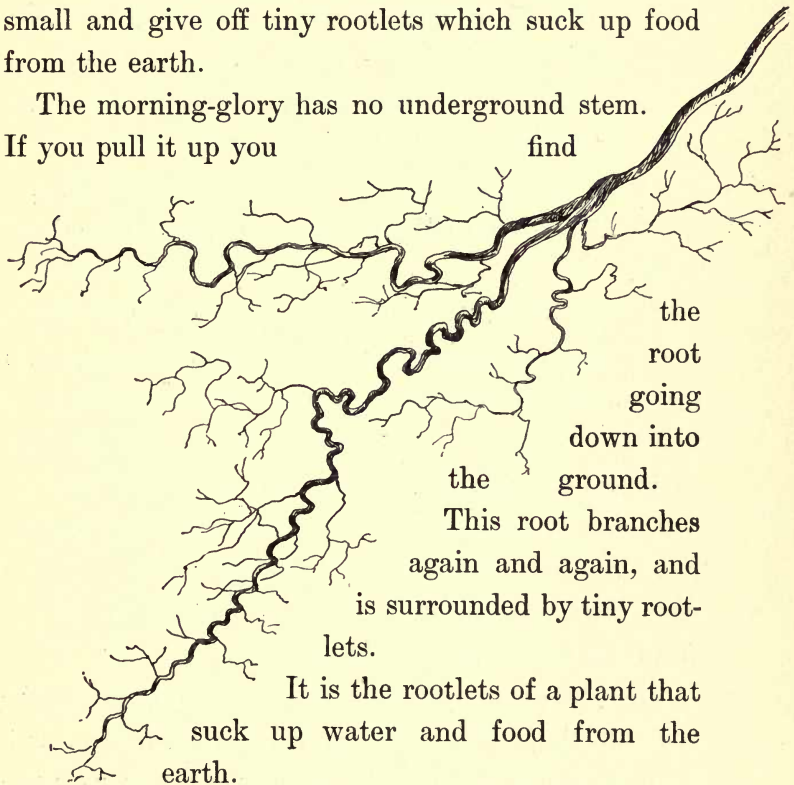 small and give off tiny rootlets which suck up food
from the earth.
The morning-glory has no underground stem.
If you pull it up you find
the
root
going
down into
the ground.
This root branches
again and again, and
is surrounded by tiny root-
lets.
It is the rootlets of a plant that
suck up water and food from the
earth.